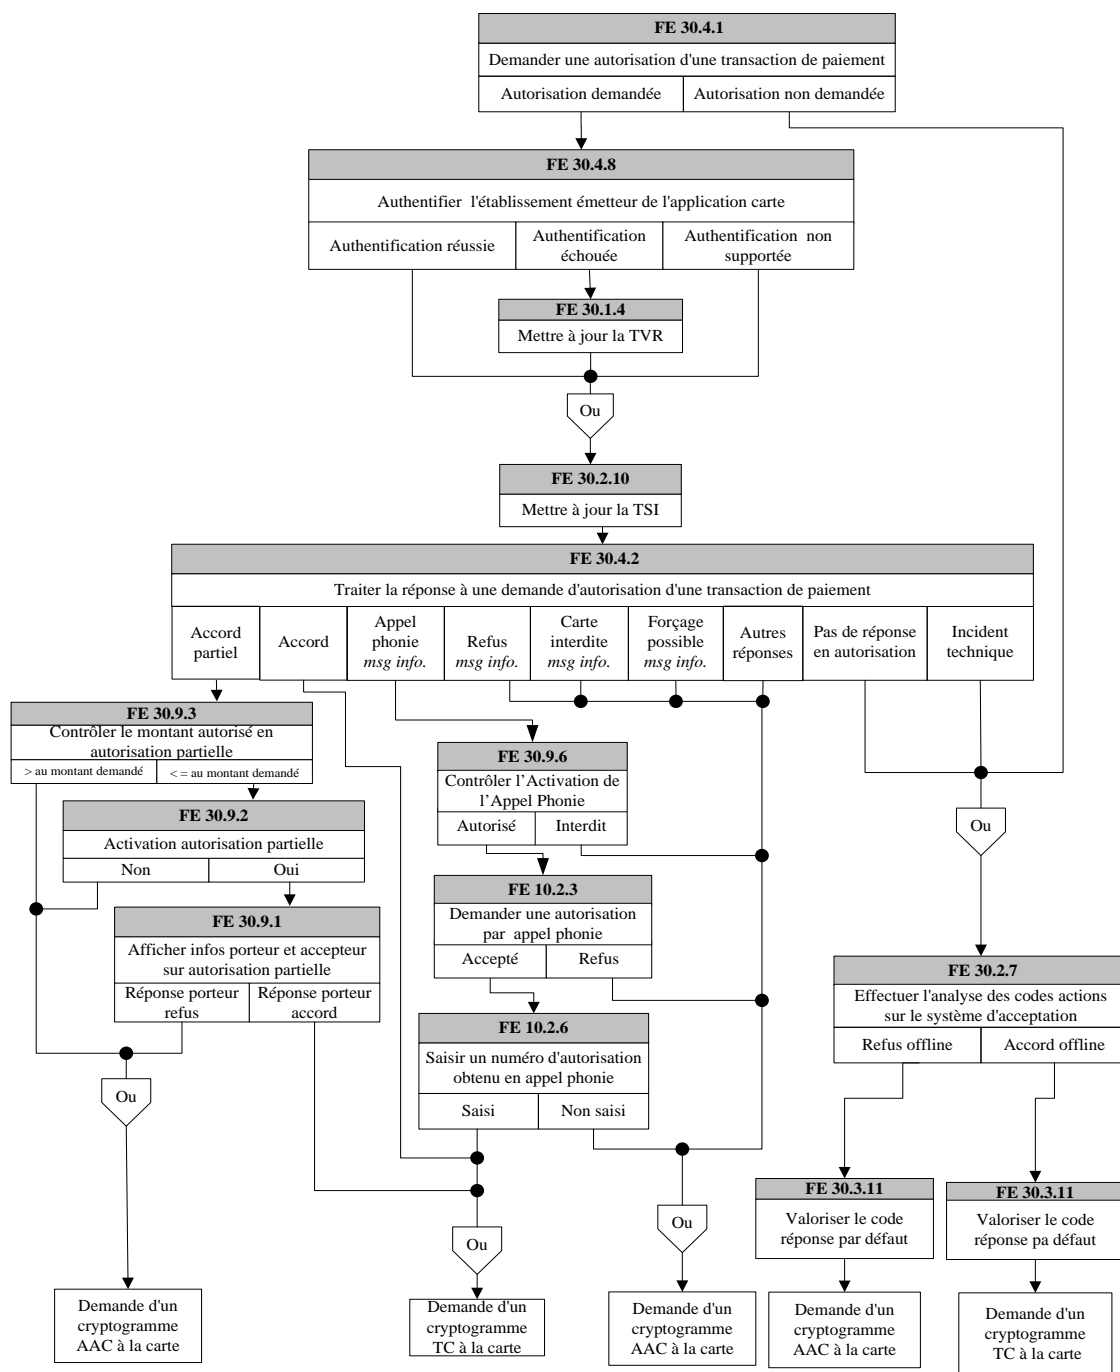 FE 30.4.1
Demander une autorisation d'une transaction de paiement
Autorisation demandée
Autorisation non demandée
FE 30.4.8
Authentifier l'établissement émetteur de l'application carte
Authentification réussie
Authentification
échouée
Authentification non
supportée
FE 30.1.4
Mettre à jour la TVR
Ou
FE 30.2.10
Mettre à jour la TSI
FE 30.4.2
Traiter la réponse à une demande d'autorisation d'une transaction de paiement
Accord
partiel
Accord
Appel
phonie
msg info.
Refus
msg info.
Carte
interdite
msg info.
Forçage
possible
msg info.
Autres
réponses
Pas de réponse
en autorisation
Incident
technique
FE 30.9.3
Contrôler le montant autorisé en
autorisation partielle
> au montant demandé
< = au montant demandé
FE 30.9.6
Contrôler l’Activation de
l’Appel Phonie
Autorisé
Interdit
FE 30.9.2
Activation autorisation partielle
Non
Oui
Ou
FE 10.2.3
Demander une autorisation
par appel phonie
Accepté
Refus
FE 30.9.1
Afficher infos porteur et accepteur
sur autorisation partielle
Réponse porteur
refus
Réponse porteur
accord
FE 30.2.7
Effectuer l'analyse des codes actions
sur le système d'acceptation
Refus offline
Accord offline
FE 10.2.6
Saisir un numéro d'autorisation
obtenu en appel phonie
Saisi
Non saisi
Ou
FE 30.3.11
Valoriser le code
réponse par défaut
FE 30.3.11
Valoriser le code
réponse pa défaut
Ou
Ou
Demande d'un
cryptogramme
AAC à la carte
Demande d'un
cryptogramme
TC à la carte
Demande d'un
cryptogramme
AAC à la carte
Demande d'un
cryptogramme
AAC à la carte
Demande d'un
cryptogramme
TC à la carte